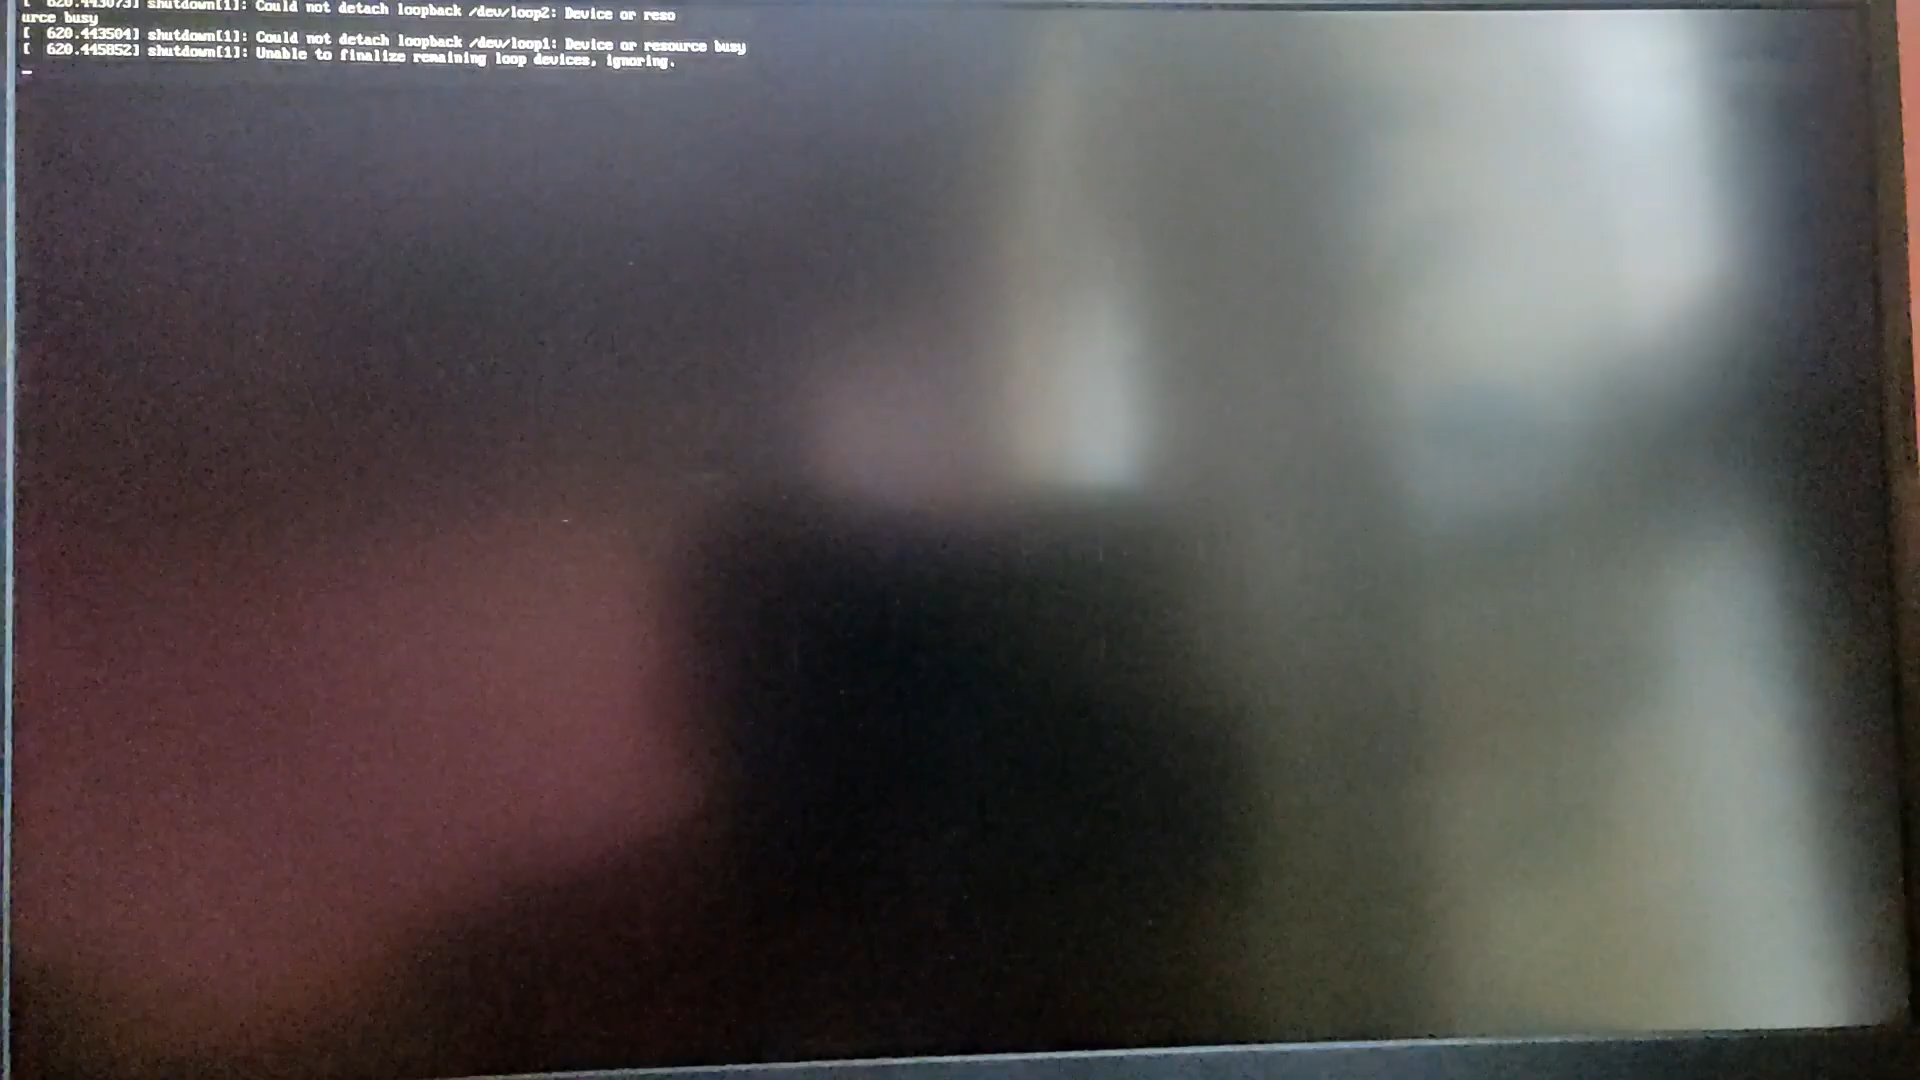 [  620.443073] shutdown[1]: Could not detach loopback /dev/loop2: Device or reso
urce busy
[  620.443504] shutdown[1]: Could not detach loopback /dev/loop1: Device or resource busy
[  620.445852] shutdown[1]: Unable to finalize remaining loop devices, ignoring.
_